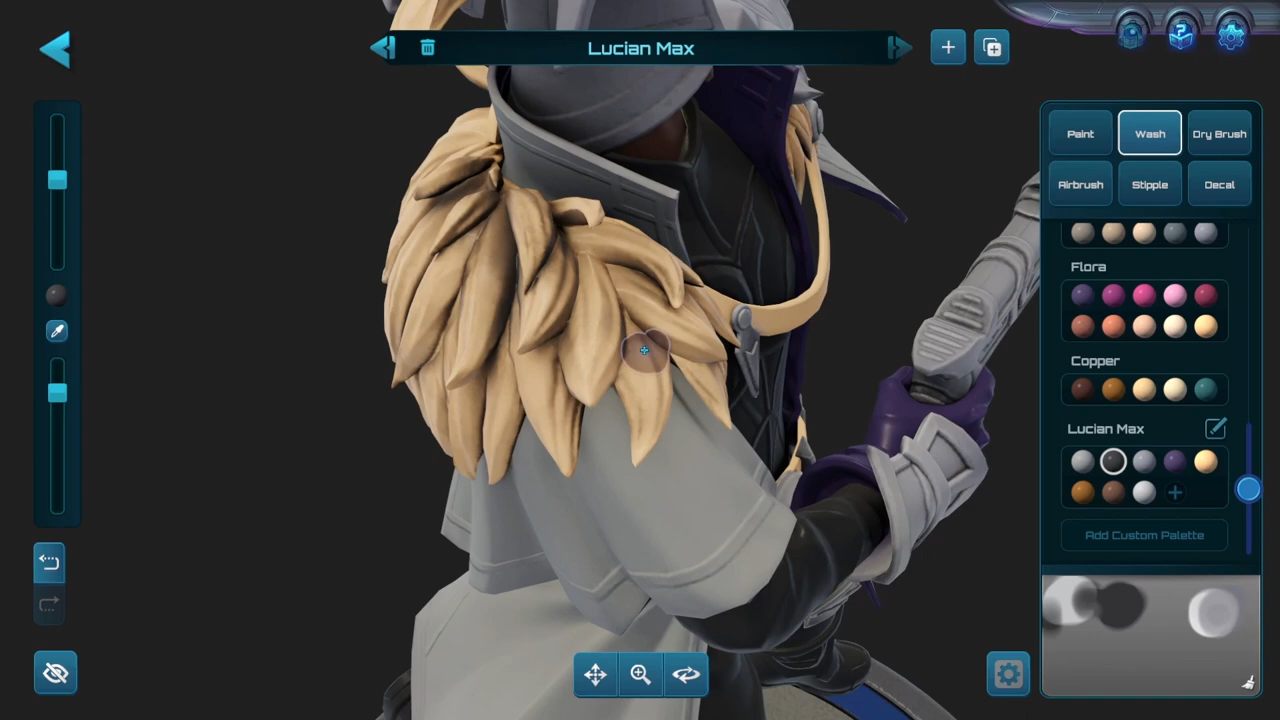 Lucian Max
Paint
Wash
Dry Brush
Airbrush
Stipple
Decal
Flora
Copper
Lucian Max
Add Custom Palette